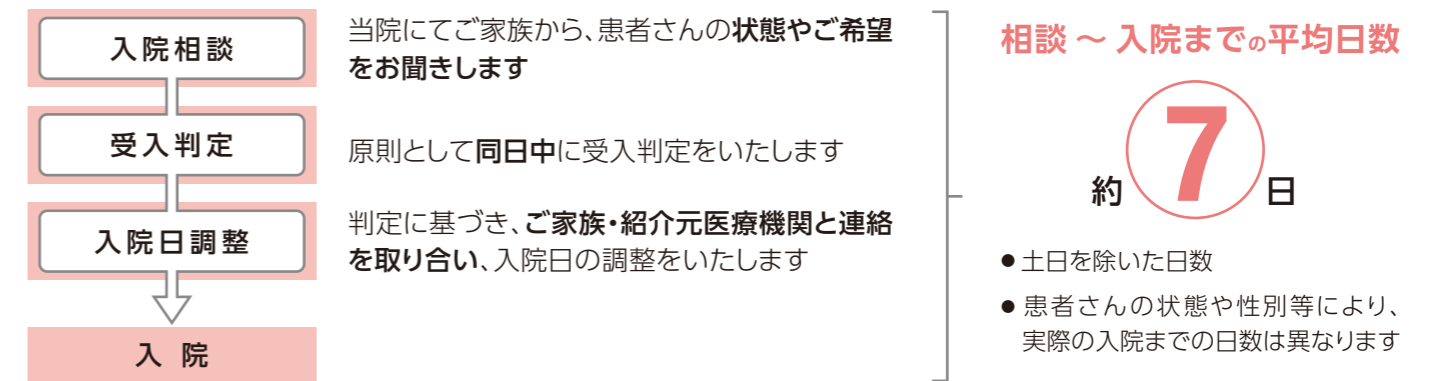 入院相談
当院にてご家族から、患者さんの状態やご希望
をお聞きします
受入判定
原則として同日中に受入判定をいたします
入院日調整
判定に基づき、ご家族・紹介元医療機関と連絡
を取り合い、入院日の調整をいたします
入 院
相談 ～ 入院までの平均日数
約7日
●土日を除いた日数
●患者さんの状態や性別等により、
実際の入院までの日数は異なります